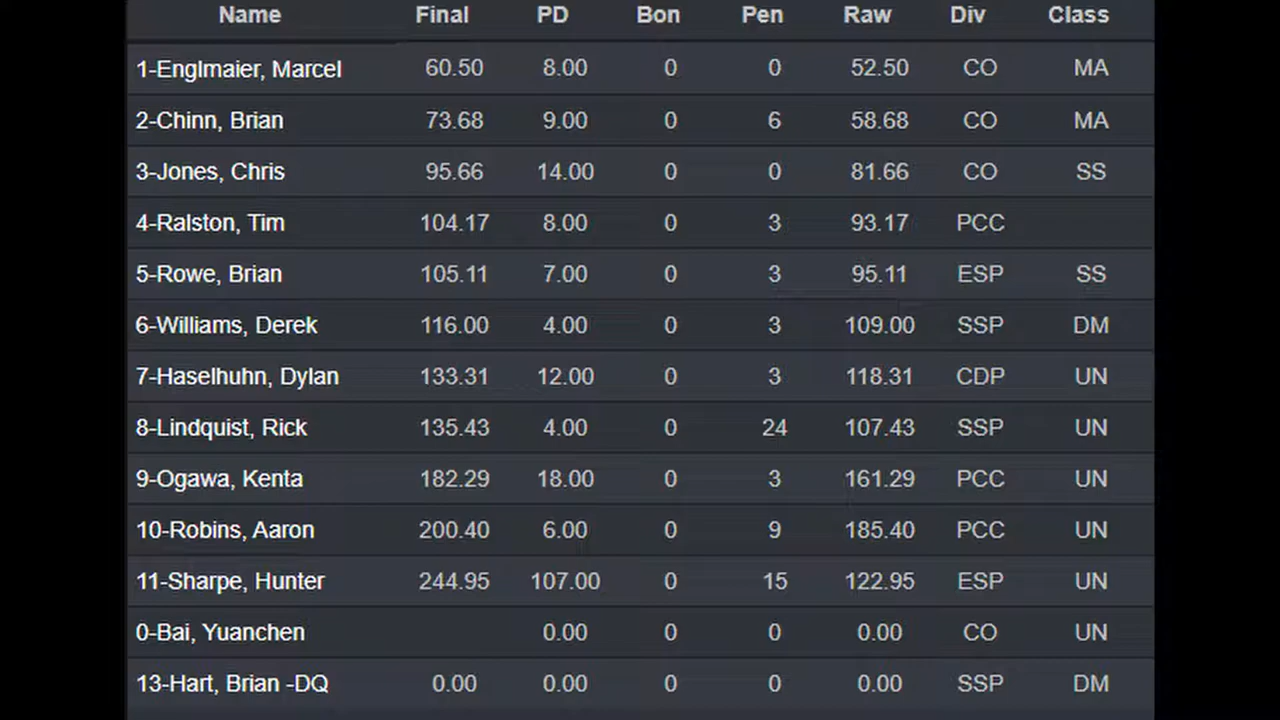 Name Final PD Bon Pen Raw Div Class
1-Englmaier, Marcel 60.50 8.00 0 0 52.50 CO MA
2-Chinn, Brian 73.68 9.00 0 6 58.68 CO MA
3-Jones, Chris 95.66 14.00 0 0 81.66 CO SS
4-Ralston, Tim 104.17 8.00 0 3 93.17 PCC
5-Rowe, Brian 105.11 7.00 0 3 95.11 ESP SS
6-Williams, Derek 116.00 4.00 0 3 109.00 SSP DM
7-Haselhuhn, Dylan 133.31 12.00 0 3 118.31 CDP UN
8-Lindquist, Rick 135.43 4.00 0 24 107.43 SSP UN
9-Ogawa, Kenta 182.29 18.00 0 3 161.29 PCC UN
10-Robins, Aaron 200.40 6.00 0 9 185.40 PCC UN
11-Sharpe, Hunter 244.95 107.00 0 15 122.95 ESP UN
0-Bai, Yuanchen 0.00 0 0 0.00 CO UN
13-Hart, Brian -DQ 0.00 0.00 0 0 0.00 SSP DM